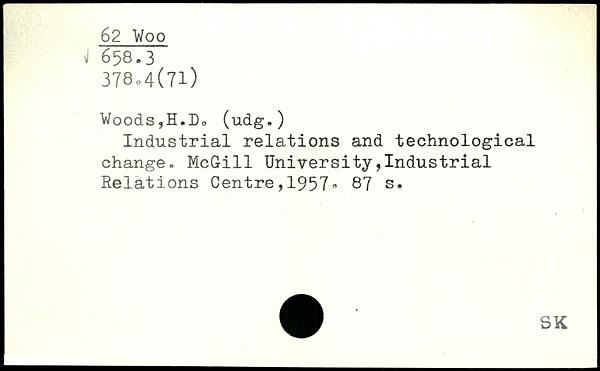 62 Woo
√ 658.3
378.4(71)
Woods,H.D. (udg.)
Industrial relations and technological
change. McGill University,Industrial
Relations Centre,1957. 87 s.
SK